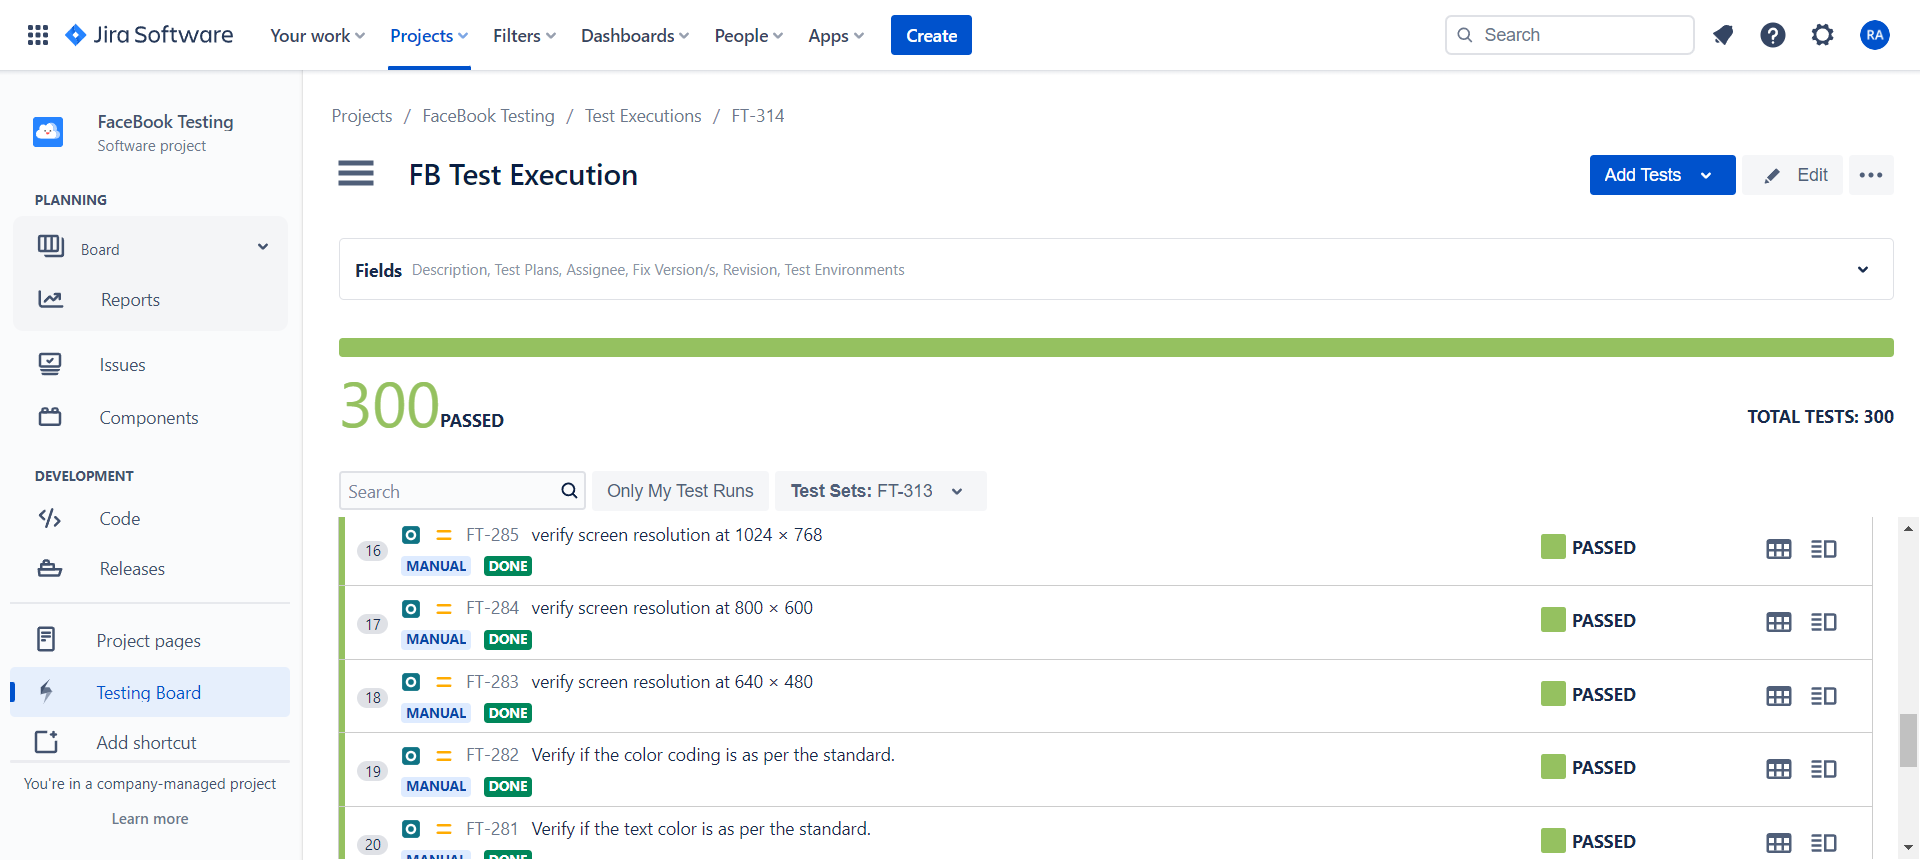 Jira Software Your work Projects Filters Dashboards People Apps Create Search RA
FaceBook Testing
Software project
PLANNING
Board
Reports
Issues
Components
DEVELOPMENT
Code
Releases
Project pages
Testing Board
Add shortcut
You're in a company-managed project
Learn more
Projects / FaceBook Testing / Test Executions / FT-314
FB Test Execution
Add Tests Edit
Fields Description, Test Plans, Assignee, Fix Version/s, Revision, Test Environments
300 PASSED
TOTAL TESTS: 300
Search Only My Test Runs Test Sets: FT-313
16 FT-285 verify screen resolution at 1024 × 768 PASSED
MANUAL DONE
17 FT-284 verify screen resolution at 800 × 600 PASSED
MANUAL DONE
18 FT-283 verify screen resolution at 640 × 480 PASSED
MANUAL DONE
19 FT-282 Verify if the color coding is as per the standard. PASSED
MANUAL DONE
20 FT-281 Verify if the text color is as per the standard. PASSED
MANUAL DONE